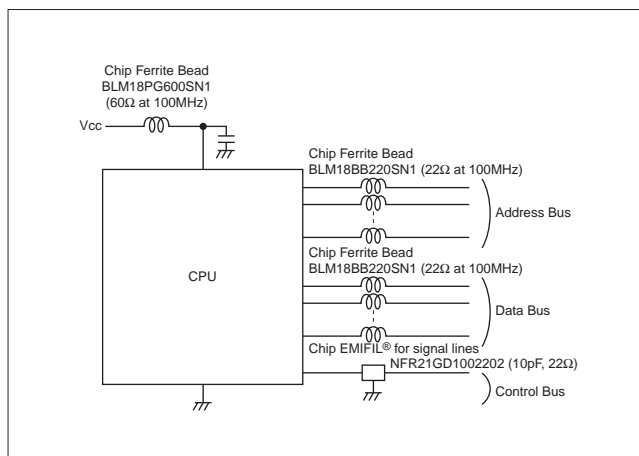 Chip Ferrite Bead
BLM18PG600SN1
(60Ω at 100MHz)
Vcc
Chip Ferrite Bead
BLM18BB220SN1 (22Ω at 100MHz)
Address Bus
CPU
Chip Ferrite Bead
BLM18BB220SN1 (22Ω at 100MHz)
Data Bus
Chip EMIFIL® for signal lines
NFR21GD1002202 (10pF, 22Ω)
Control Bus